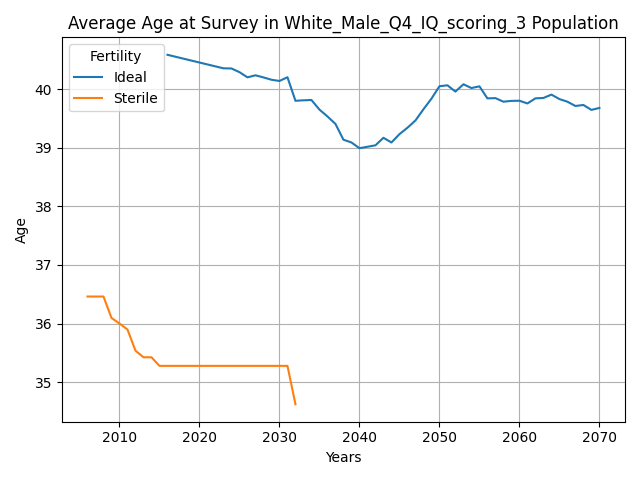 Average Age at Survey in White_Male_Q4_IQ_scoring_3 Population
Fertility
Ideal
Sterile
Age
40
39
38
37
36
35
2010 2020 2030 2040 2050 2060 2070
Years